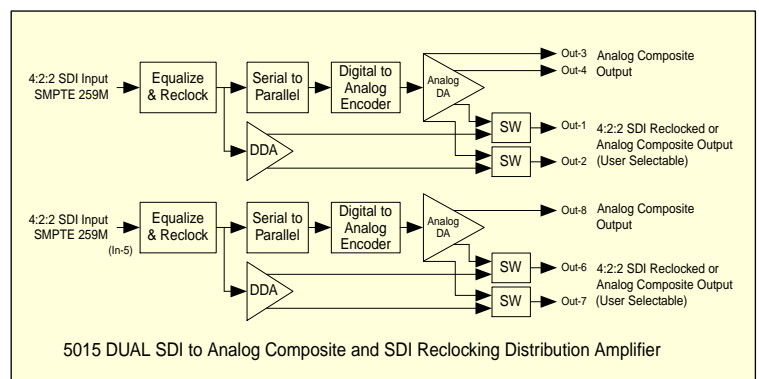 4:2:2 SDI Input
SMPTE 259M
Equalize
& Reclock
Serial to
Parallel
Digital to
Analog
Encoder
Analog
DA
DDA
SW
SW
Out-3
Out-4
Analog Composite
Output
Out-1
Out-2
4:2:2 SDI Reclocked or
Analog Composite Output
(User Selectable)
4:2:2 SDI Input
SMPTE 259M
(In-5)
Equalize
& Reclock
Serial to
Parallel
Digital to
Analog
Encoder
Analog
DA
DDA
SW
SW
Out-8
Analog Composite
Output
Out-6
Out-7
4:2:2 SDI Reclocked or
Analog Composite Output
(User Selectable)
5015 DUAL SDI to Analog Composite and SDI Reclocking Distribution Amplifier